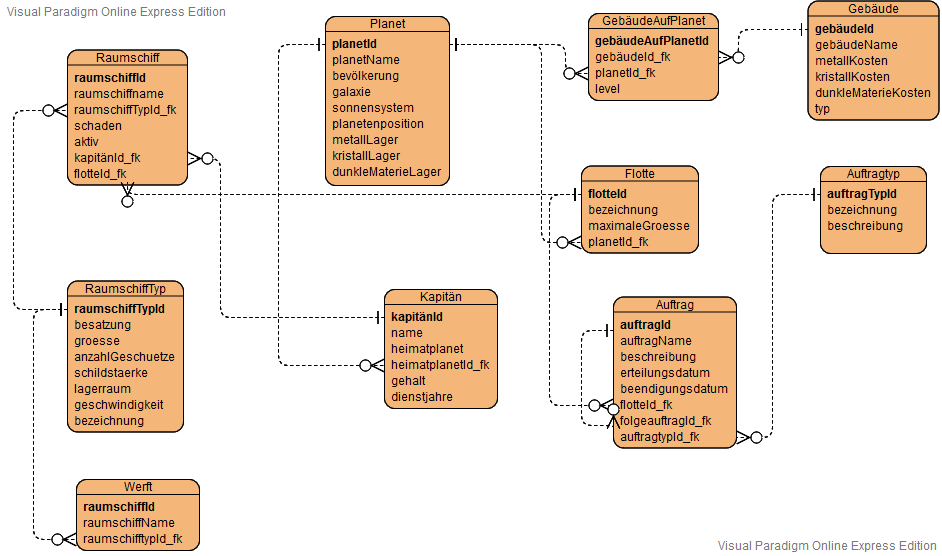 Visual Paradigm Online Express Edition
Raumschiff
raumschiffId
raumschiffname
raumschiffTypId_fk
schaden
aktiv
kapitänId_fk
flotteId_fk
Planet
planetId
planetName
bevölkerung
galaxie
sonnensystem
planetenposition
metallLager
kristallLager
dunkleMaterieLager
GebäudeAufPlanet
gebäudeAufPlanetId
gebäudeId_fk
planetId_fk
level
Gebäude
gebäudeId
gebäudeName
metallKosten
kristallKosten
dunkleMaterieKosten
typ
Flotte
flotteId
bezeichnung
maximaleGroesse
planetId_fk
Auftragtyp
auftragTypId
bezeichnung
beschreibung
RaumschiffTyp
raumschiffTypId
besatzung
groesse
anzahlGeschuetze
schildstaerke
lagerraum
geschwindigkeit
bezeichnung
Kapitän
kapitänId
name
heimatplanet
heimatplanetId_fk
gehalt
dienstjahre
Auftrag
auftragId
auftragName
beschreibung
erteilungsdatum
beendigungsdatum
flotteId_fk
folgeauftragId_fk
auftragtypId_fk
Werft
raumschiffId
raumschiffName
raumschifftypId_fk
Visual Paradigm Online Express Edition